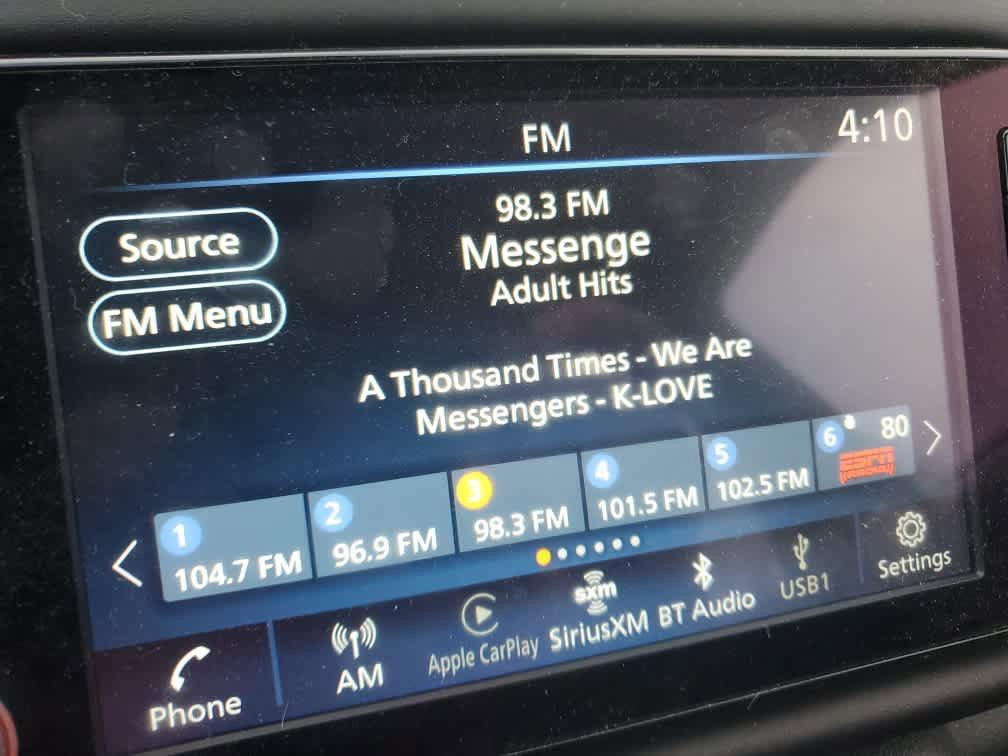 FM
4:10
Source
FM Menu
98.3 FM
Messenge
Adult Hits
A Thousand Times - We Are
Messengers - K-LOVE
1
104.7 FM
2
96.9 FM
3
98.3 FM
4
101.5 FM
5
102.5 FM
6
80
Phone
AM
Apple CarPlay
sxm
SiriusXM
BT Audio
USB1
Settings